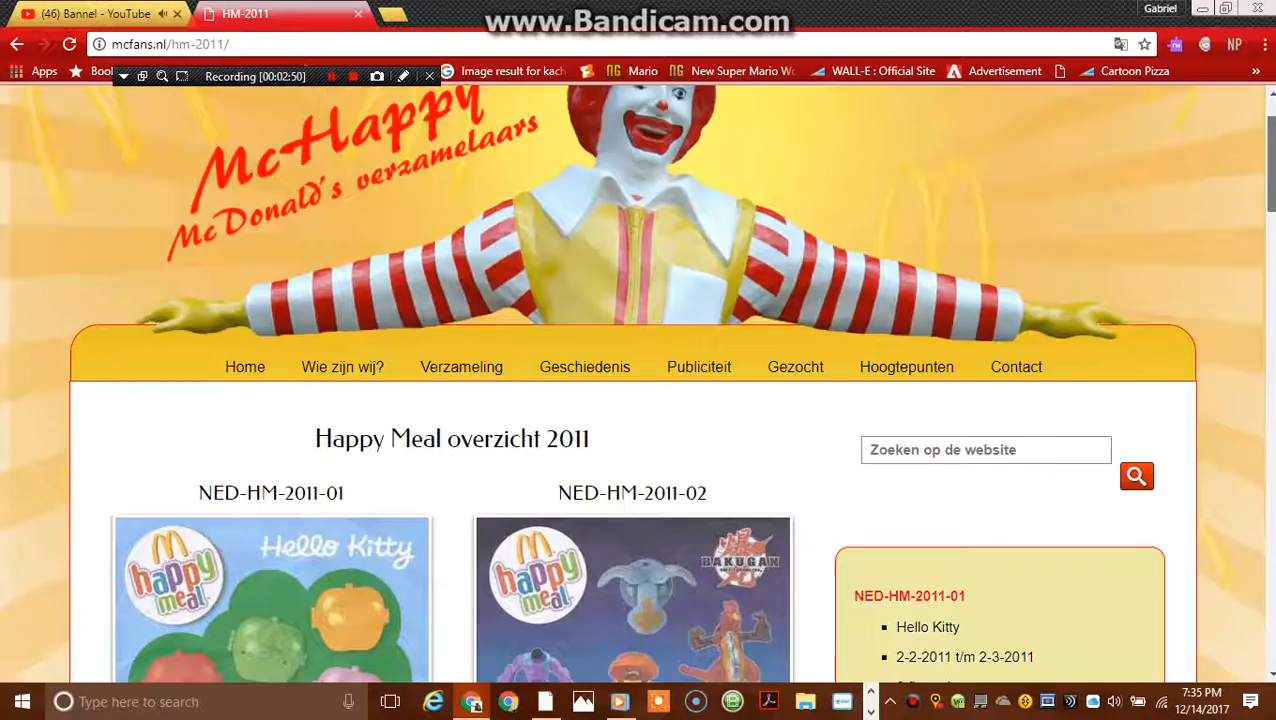 www.Bandicam.com
(46) Bannel - YouTube
HM-2011
Gabriel
mcfans.nl/hm-2011/
Apps
Bool
Recording [00:02:50]
Image result for kach
Mario
New Super Mario Wo
WALL-E : Official Site
Advertisement
Cartoon Pizza
NP
McHappy
McDonald's verzamelaars
Home
Wie zijn wij?
Verzameling
Geschiedenis
Publiciteit
Gezocht
Hoogtepunten
Contact
Happy Meal overzicht 2011
Zoeken op de website
NED-HM-2011-01
NED-HM-2011-02
happy meal
Hello Kitty
happy meal
BAKUGAN
NED-HM-2011-01
Hello Kitty
2-2-2011 t/m 2-3-2011
Type here to search
7:35 PM
12/14/2017